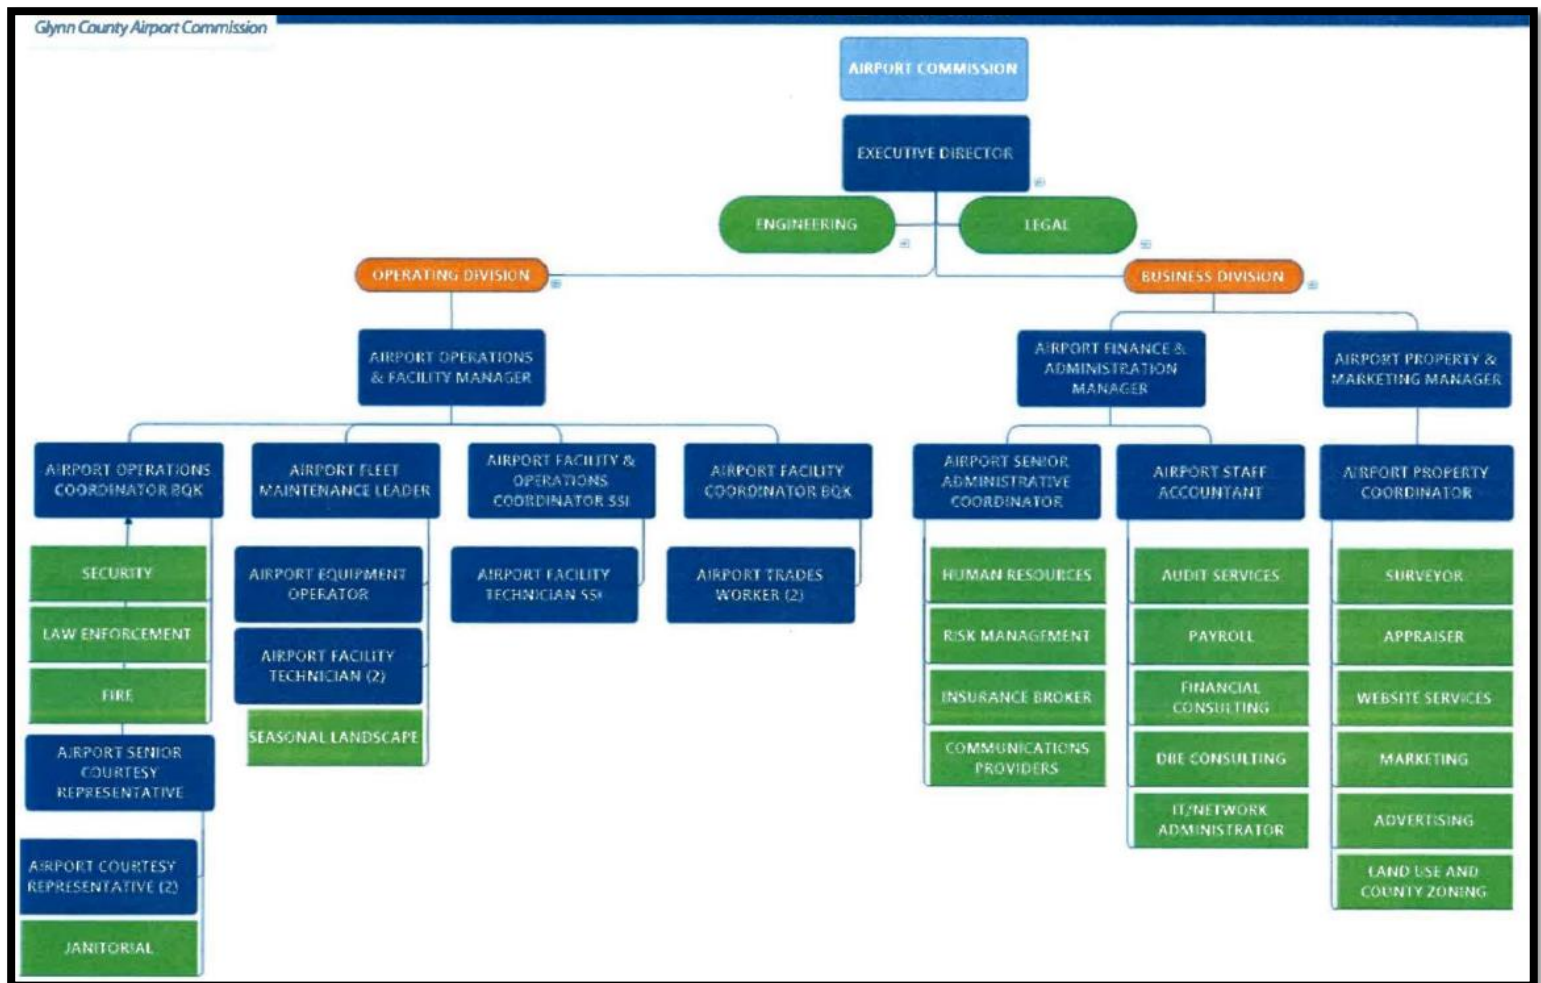 Glynn County Airport Commission
AIRPORT COMMISSION
EXECUTIVE DIRECTOR
ENGINEERING
LEGAL
OPERATING DIVISION
BUSINESS DIVISION
AIRPORT OPERATIONS
& FACILITY MANAGER
AIRPORT FINANCE &
ADMINISTRATION
MANAGER
AIRPORT PROPERTY &
MARKETING MANAGER
AIRPORT OPERATIONS
COORDINATOR BQK
AIRPORT FLEET
MAINTENANCE LEADER
AIRPORT FACILITY &
OPERATIONS
COORDINATOR SSI
AIRPORT FACILITY
COORDINATOR BQK
AIRPORT SENIOR
ADMINISTRATIVE
COORDINATOR
AIRPORT STAFF
ACCOUNTANT
AIRPORT PROPERTY
COORDINATOR
SECURITY
LAW ENFORCEMENT
FIRE
AIRPORT SENIOR
COURTESY
REPRESENTATIVE
AIRPORT COURTESY
REPRESENTATIVE (2)
JANITORIAL
AIRPORT EQUIPMENT
OPERATOR
AIRPORT FACILITY
TECHNICIAN (2)
SEASONAL LANDSCAPE
AIRPORT FACILITY
TECHNICIAN SSI
AIRPORT TRADES
WORKER (2)
HUMAN RESOURCES
RISK MANAGEMENT
INSURANCE BROKER
COMMUNICATIONS
PROVIDERS
AUDIT SERVICES
PAYROLL
FINANCIAL
CONSULTING
DBE CONSULTING
IT/NETWORK
ADMINISTRATOR
SURVEYOR
APPRAISER
WEBSITE SERVICES
MARKETING
ADVERTISING
LAND USE AND
COUNTY ZONING